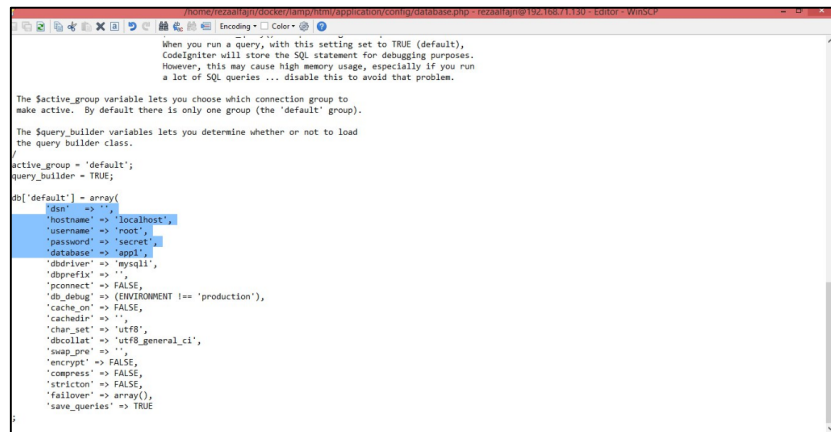 /home/rezaalfajri/docker/lamp/html/application/config/database.php - rezaalfajri@192.168.71.130 - Editor - WinSCP
Encoding Color
When you run a query, with this setting set to TRUE (default),
CodeIgniter will store the SQL statement for debugging purposes.
However, this may cause high memory usage, especially if you run
a lot of SQL queries ... disable this to avoid that problem.
The $active_group variable lets you choose which connection group to
make active. By default there is only one group (the 'default' group).
The $query_builder variables lets you determine whether or not to load
the query builder class.
/
active_group = 'default';
query_builder = TRUE;
db['default'] = array(
'dsn' => '',
'hostname' => 'localhost',
'username' => 'root',
'password' => 'secret',
'database' => 'app1',
'dbdriver' => 'mysqli',
'dbprefix' => '',
'pconnect' => FALSE,
'db_debug' => (ENVIRONMENT !== 'production'),
'cache_on' => FALSE,
'cachedir' => '',
'char_set' => 'utf8',
'dbcollat' => 'utf8_general_ci',
'swap_pre' => '',
'encrypt' => FALSE,
'compress' => FALSE,
'stricton' => FALSE,
'failover' => array(),
'save_queries' => TRUE
;